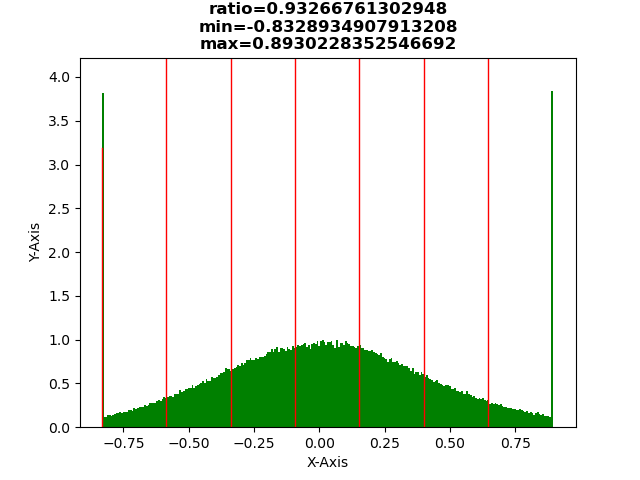 ratio=0.93266761302948
min=-0.8328934907913208
max=0.8930228352546692
4.0
3.5
3.0
2.5
2.0
1.5
1.0
0.5
0.0
Y-Axis
−0.75 −0.50 −0.25 0.00 0.25 0.50 0.75
X-Axis